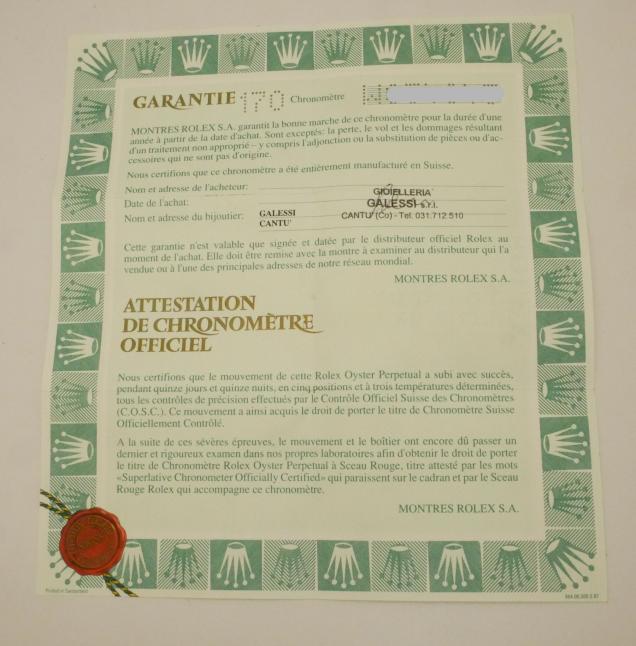 GARANTIE 170 Chronomètre
MONTRES ROLEX S.A. garantit la bonne marche de ce chronomètre pour la durée d'une
année à partir de la date d'achat. Sont exceptés: la perte, le vol et les dommages résultant
d'un traitement non approprié – y compris l'adjonction ou la substitution de pièces ou d'ac-
cessoires qui ne sont pas d'origine.
Nous certifions que ce chronomètre a été entièrement manufacturé en Suisse.
Nom et adresse de l'acheteur:
Date de l'achat:
Nom et adresse du bijoutier:
GALESSI
CANTU'
GIOIELLERIA
GALESSI s.r.l.
CANTU' (Co) - Tel. 031.712.510
Cette garantie n'est valable que signée et datée par le distributeur officiel Rolex au
moment de l'achat. Elle doit être remise avec la montre à examiner au distributeur qui l'a
vendue ou à l'une des principales adresses de notre réseau mondial.
MONTRES ROLEX S.A.
ATTESTATION
DE CHRONOMÈTRE
OFFICIEL
Nous certifions que le mouvement de cette Rolex Oyster Perpetual a subi avec succès,
pendant quinze jours et quinze nuits, en cinq positions et à trois températures déterminées,
tous les contrôles de précision effectués par le Contrôle Officiel Suisse des Chronomètres
(C.O.S.C.). Ce mouvement a ainsi acquis le droit de porter le titre de Chronomètre Suisse
Officiellement Contrôlé.
A la suite de ces sévères épreuves, le mouvement et le boîtier ont encore dû passer un
dernier et rigoureux examen dans nos propres laboratoires afin d'obtenir le droit de porter
le titre de Chronomètre Rolex Oyster Perpetual à Sceau Rouge, titre attesté par les mots
«Superlative Chronometer Officially Certified» qui paraissent sur le cadran et par le Sceau
Rouge Rolex qui accompagne ce chronomètre.
MONTRES ROLEX S.A.
Printed in Switzerland